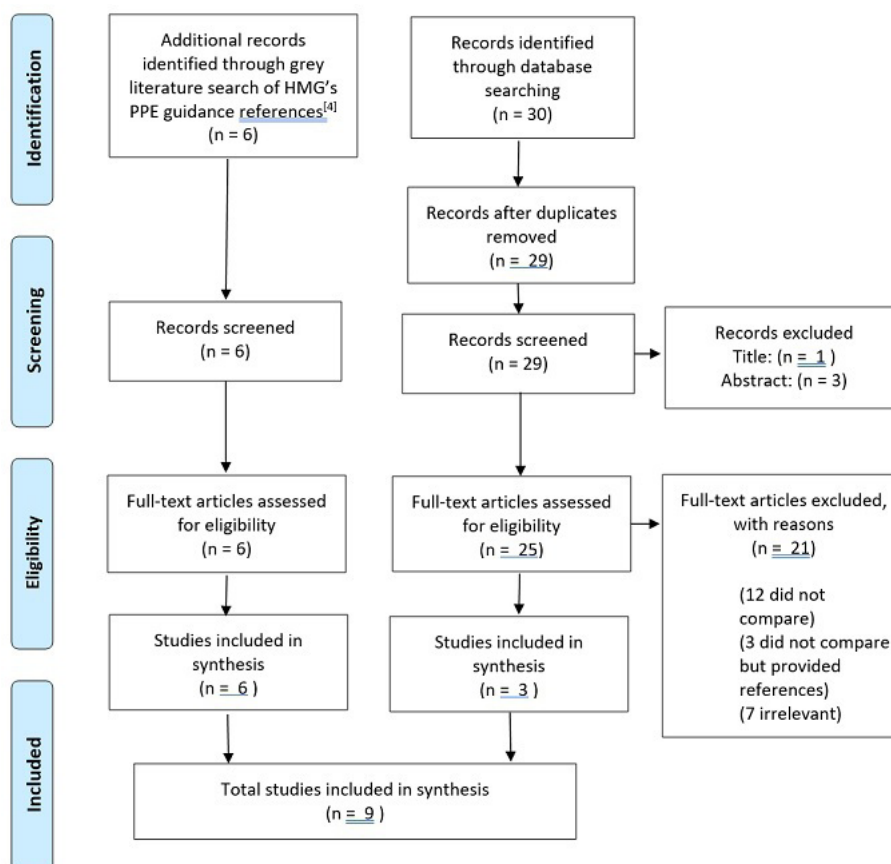 Identification
Additional records
identified through grey
literature search of HMG's
PPE guidance references[4]
(n = 6)
Records identified
through database
searching
(n = 30)
Records after duplicates
removed
(n = 29)
Screening
Records screened
(n = 6)
Records screened
(n = 29)
Records excluded
Title: (n = 1 )
Abstract: (n = 3)
Eligibility
Full-text articles assessed
for eligibility
(n = 6)
Full-text articles assessed
for eligibility
(n = 25)
Full-text articles excluded,
with reasons
(n = 21)
(12 did not
compare)
(3 did not compare
but provided
references)
(7 irrelevant)
Studies included in
synthesis
(n = 6 )
Studies included in
synthesis
(n = 3 )
Included
Total studies included in synthesis
(n = 9 )